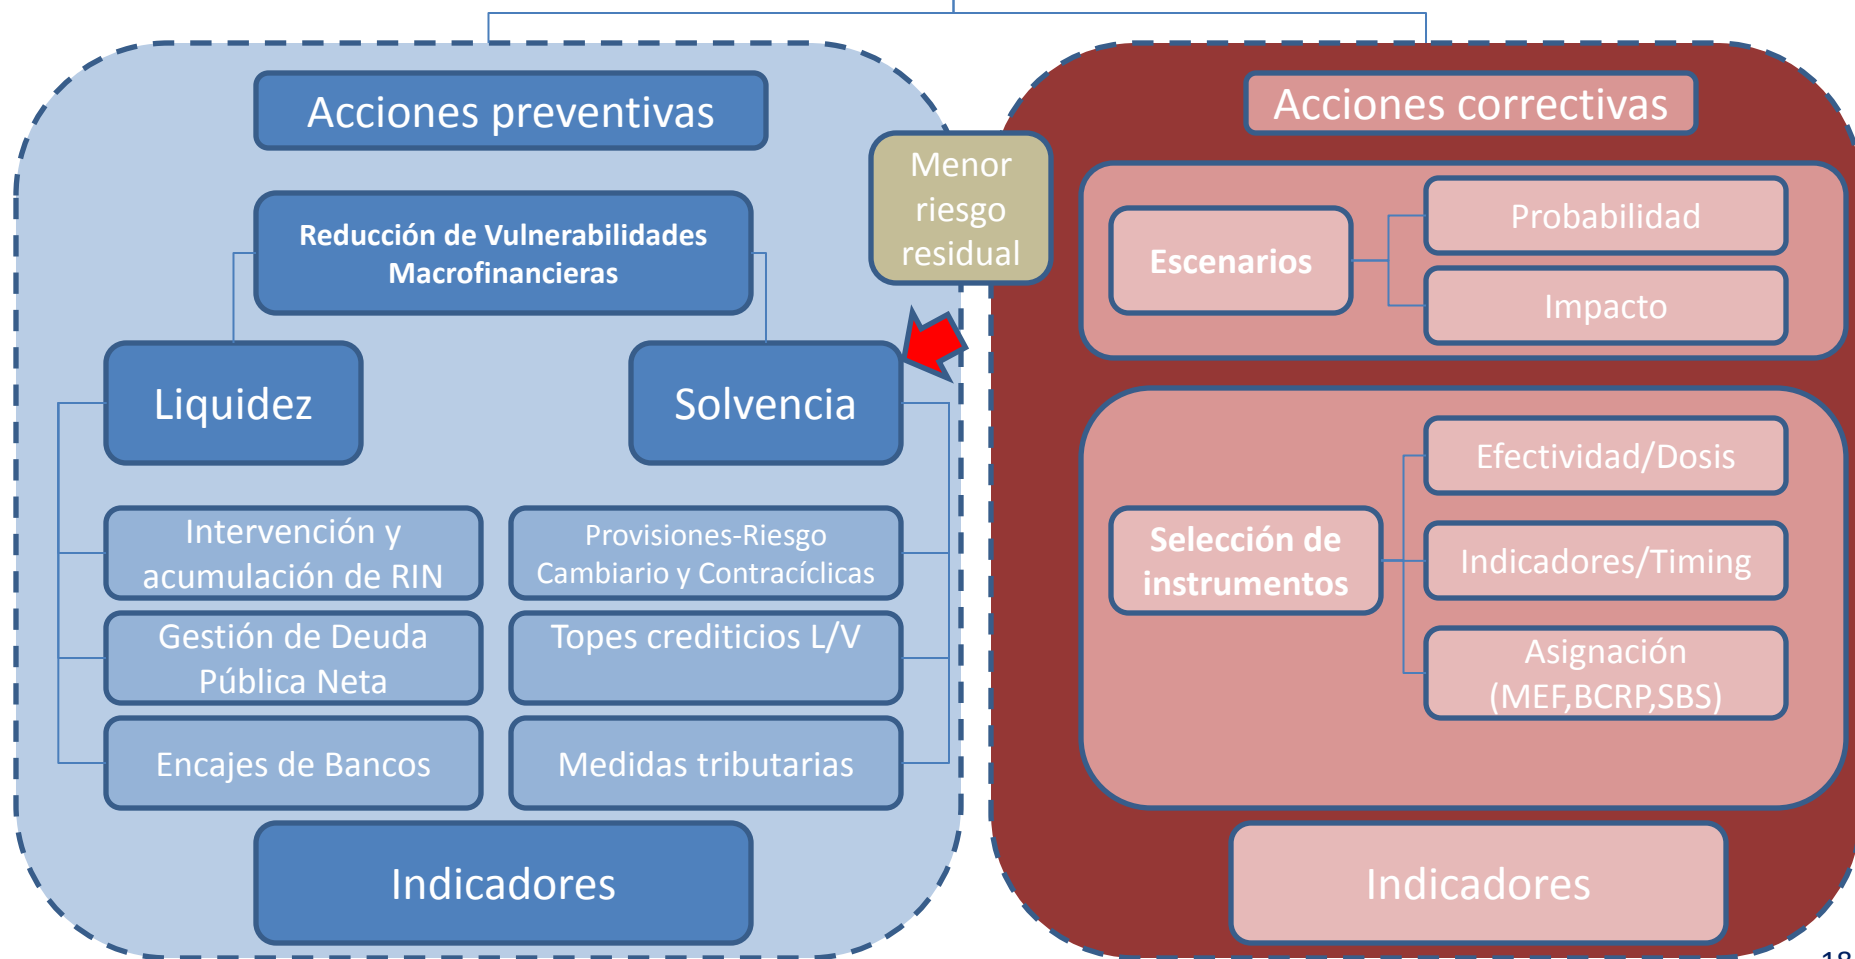 Acciones preventivas
Reducción de Vulnerabilidades
Macrofinancieras
Liquidez
Solvencia
Intervención y
acumulación de RIN
Gestión de Deuda
Pública Neta
Encajes de Bancos
Provisiones-Riesgo
Cambiario y Contracíclicas
Topes crediticios L/V
Medidas tributarias
Indicadores
Menor
riesgo
residual
Acciones correctivas
Escenarios
Probabilidad
Impacto
Selección de
instrumentos
Efectividad/Dosis
Indicadores/Timing
Asignación
(MEF,BCRP,SBS)
Indicadores
18